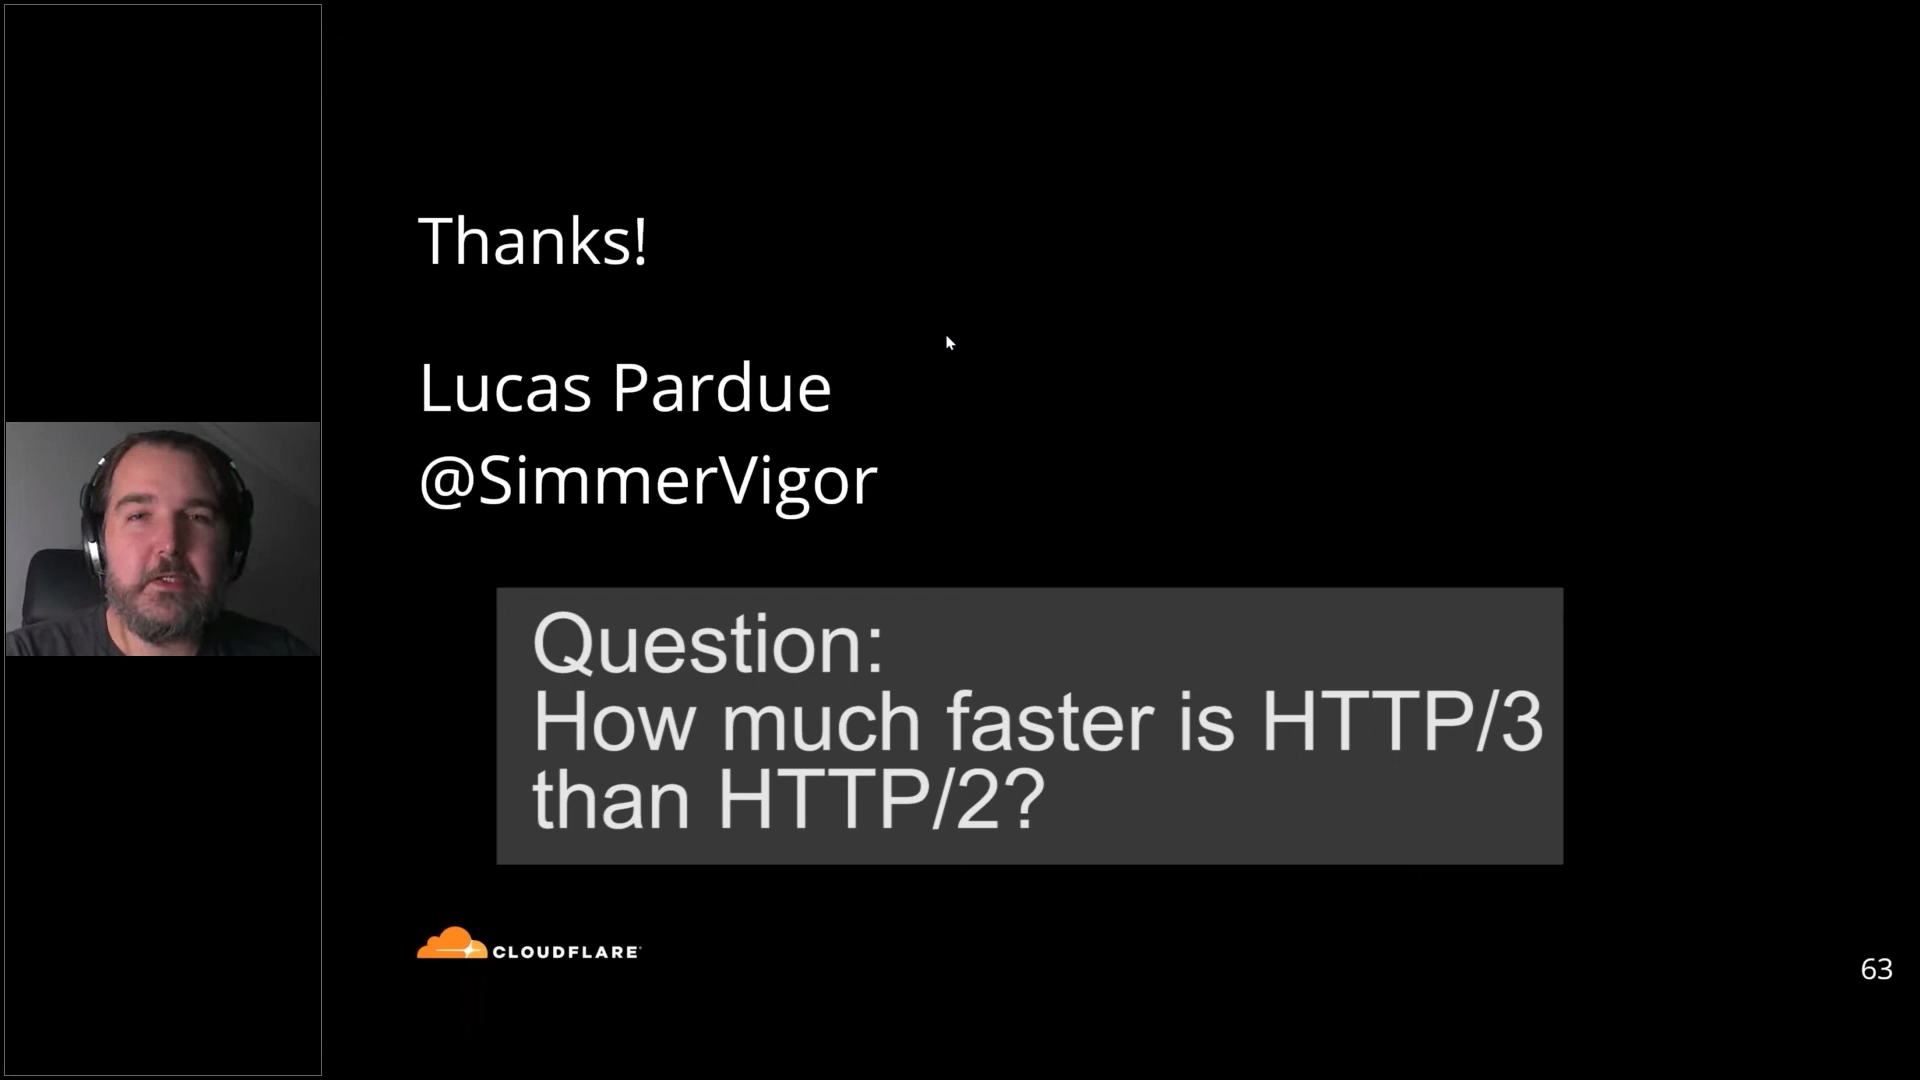 Thanks!
Lucas Pardue
@SimmerVigor
Question:
How much faster is HTTP/3
than HTTP/2?
CLOUDFLARE
63